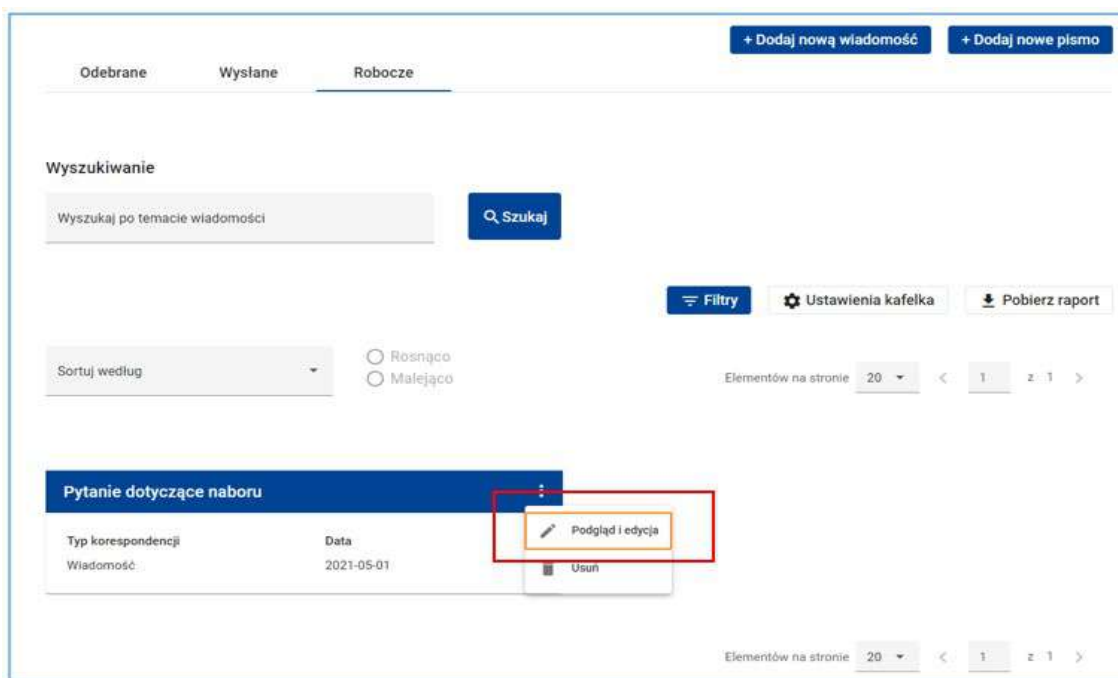 + Dodaj nową wiadomość + Dodaj nowe pismo
Odebrane Wysłane Robocze
Wyszukiwanie
Wyszukaj po temacie wiadomości Szukaj
Filtry Ustawienia kafelka Pobierz raport
Sortuj według Rosnąco
Malejąco
Elementów na stronie 20 < 1 z 1 >
Pytanie dotyczące naboru
Podgląd i edycja
Typ korespondencji Data
Wiadomość 2021-05-01 Usuń
Elementów na stronie 20 < 1 z 1 >